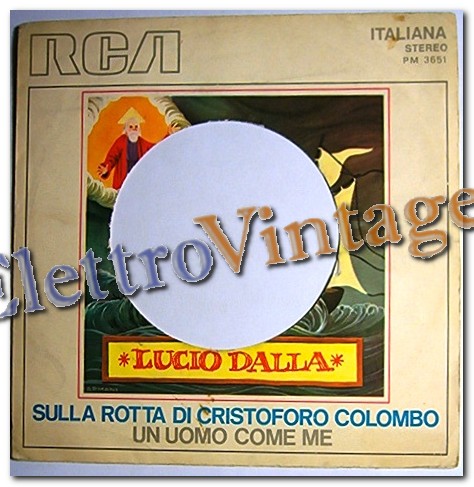 RCA
ITALIANA
STEREO
PM 3651
ElettroVintage
*LUCIO DALLA*
SULLA ROTTA DI CRISTOFORO COLOMBO
UN UOMO COME ME